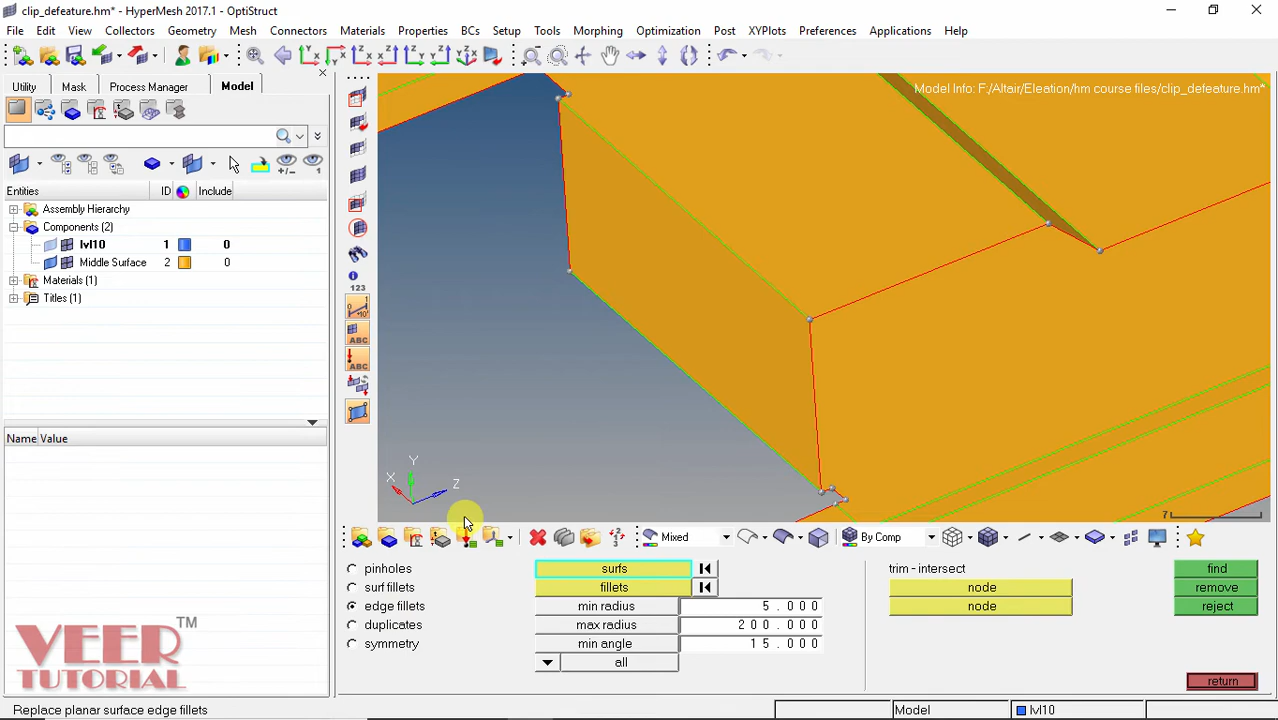 clip_defeature.hm* - HyperMesh 2017.1 - OptiStruct
File Edit View Collectors Geometry Mesh Connectors Materials Properties BCs Setup Tools Morphing Optimization Post XYPlots Preferences Applications Help
Utility Mask Process Manager Model
Model Info: F:/Altair/Eleation/hm course files/clip_defeature.hm*
Entities ID Include
Assembly Hierarchy
Components (2)
lvl10 1 0
Middle Surface 2 0
Materials (1)
Titles (1)
123
ABC
ABC
Name Value
Y
X Z
7
Mixed By Comp
pinholes surfs trim - intersect find
surf fillets fillets node remove
edge fillets min radius 5.000 node reject
duplicates max radius 200.000
symmetry min angle 15.000
all
return
VEER TM
TUTORIAL
Replace planar surface edge fillets Model lvl10